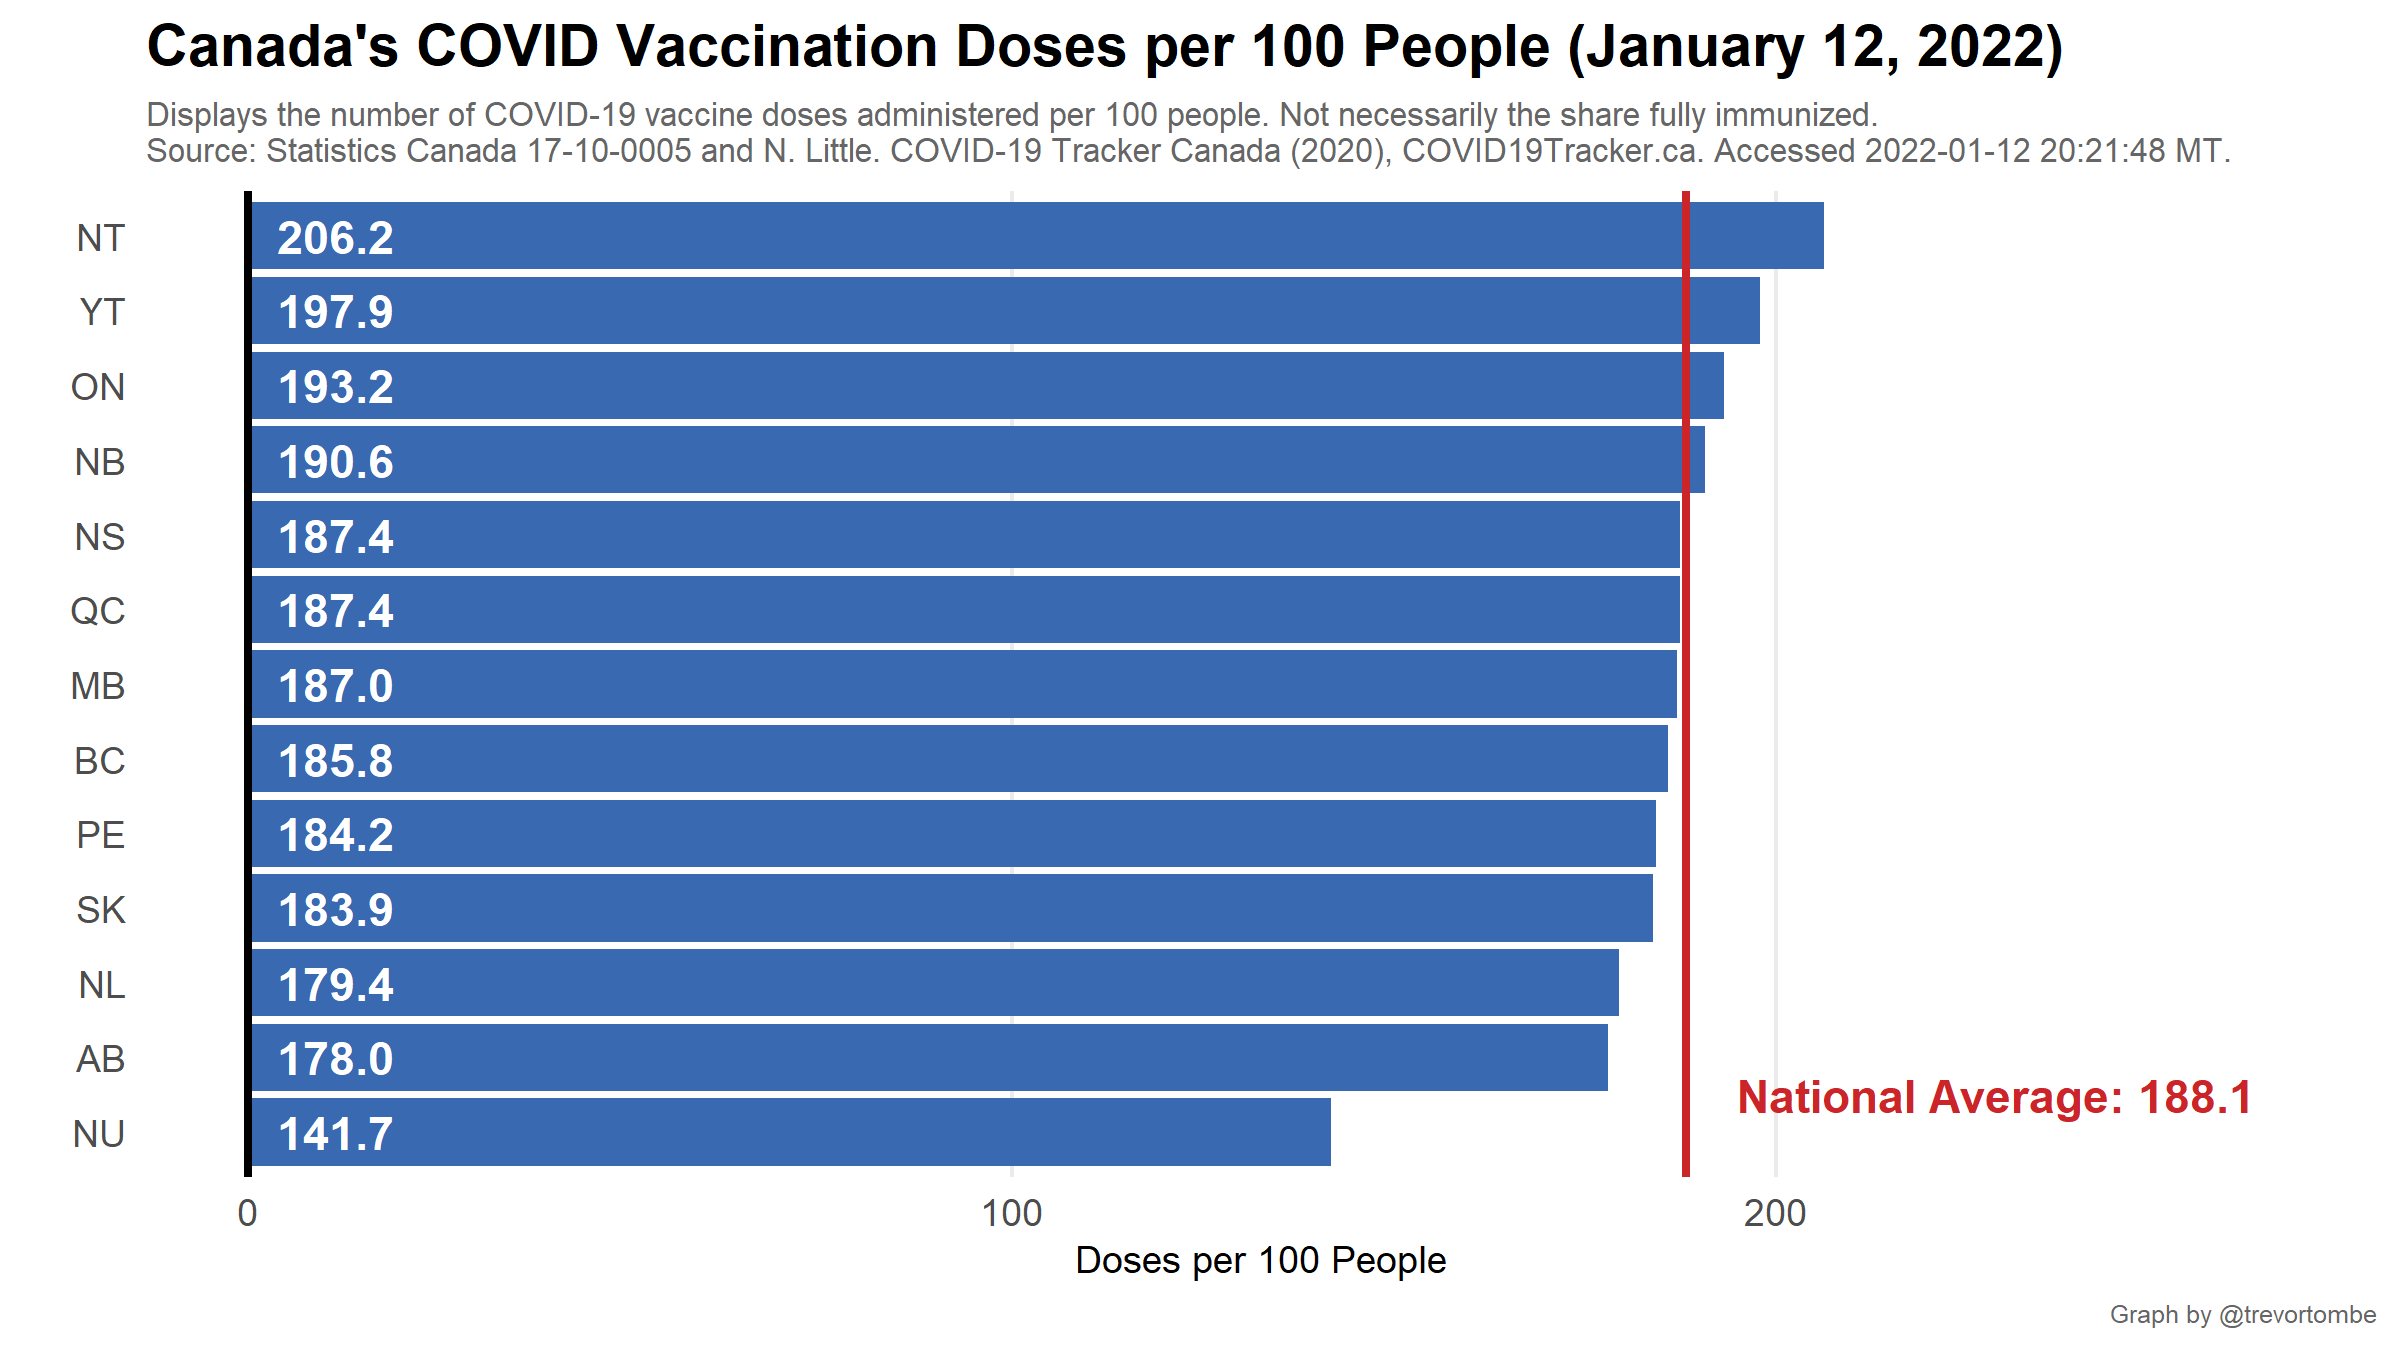 Canada's COVID Vaccination Doses per 100 People (January 12, 2022)
Displays the number of COVID-19 vaccine doses administered per 100 people. Not necessarily the share fully immunized.
Source: Statistics Canada 17-10-0005 and N. Little. COVID-19 Tracker Canada (2020), COVID19Tracker.ca. Accessed 2022-01-12 20:21:48 MT.
NT 206.2
YT 197.9
ON 193.2
NB 190.6
NS 187.4
QC 187.4
MB 187.0
BC 185.8
PE 184.2
SK 183.9
NL 179.4
AB 178.0
National Average: 188.1
NU 141.7
0 100 200
Doses per 100 People
Graph by @trevortombe